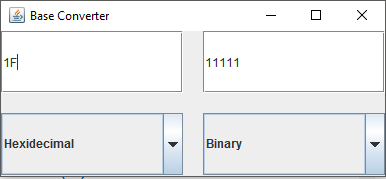 Base Converter
1F
11111
Hexidecimal
Binary